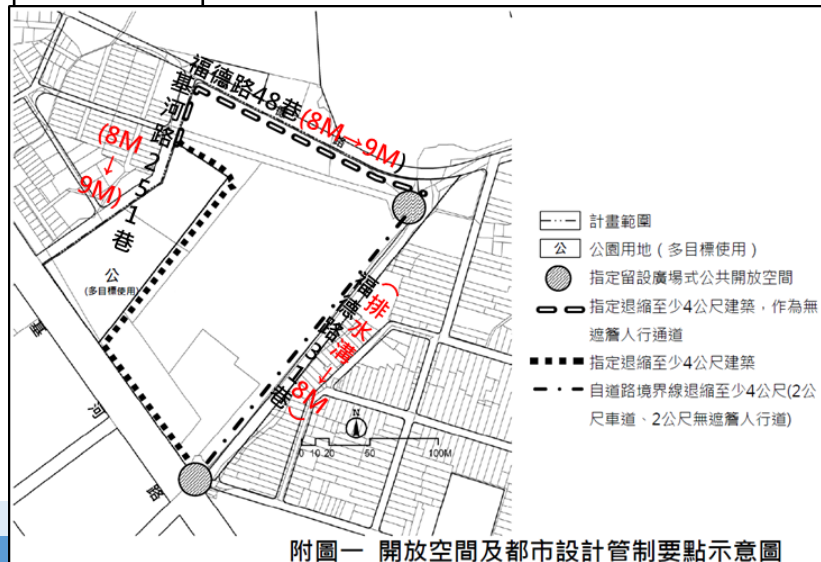 福德路48巷(8M→9M)
路
基河路251巷
(8M→9M)
公
(多目標使用)
福德路31巷
(排水溝→8M)
基
河
路
N
0 10 20 50 100M
計畫範圍
公 公園用地(多目標使用)
指定留設廣場式公共開放空間
指定退縮至少4公尺建築,作為無
遮簷人行通道
指定退縮至少4公尺建築
自道路境界線退縮至少4公尺(2公
尺車道、2公尺無遮簷人行道)
附圖一 開放空間及都市設計管制要點示意圖